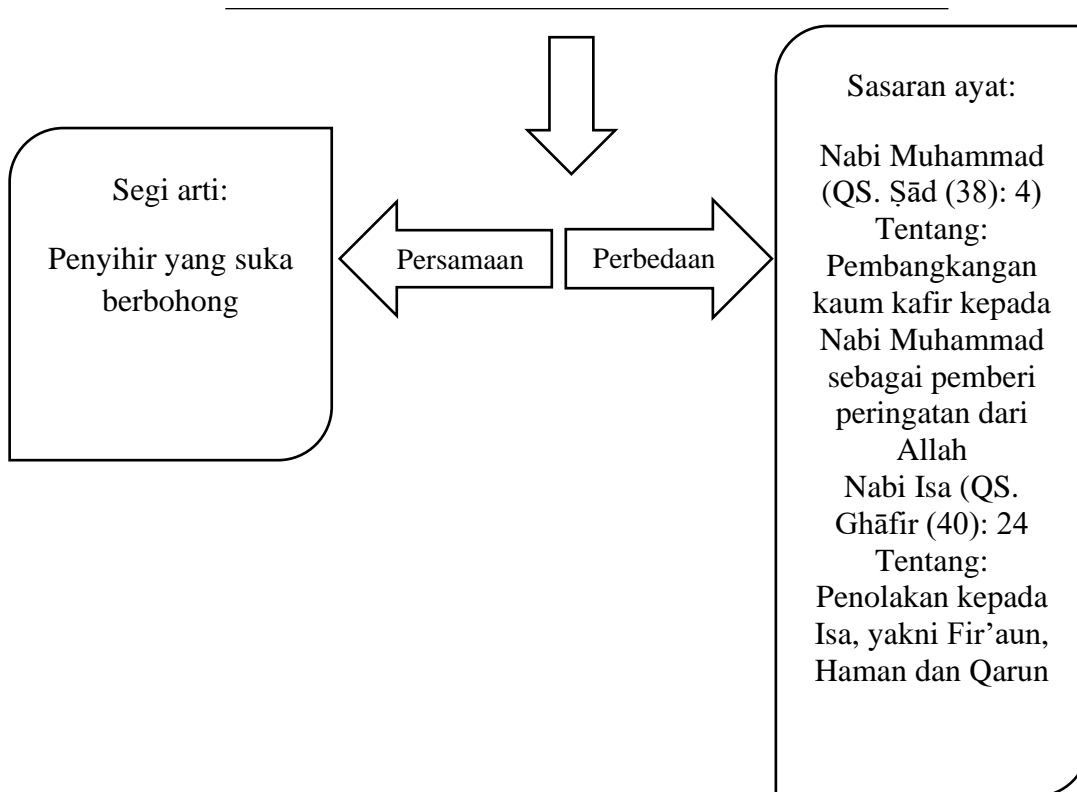 Segi arti:
Penyihir yang suka
berbohong
Persamaan
Perbedaan
Sasaran ayat:
Nabi Muhammad
(QS. Ṣād (38): 4)
Tentang:
Pembangkangan
kaum kafir kepada
Nabi Muhammad
sebagai pemberi
peringatan dari
Allah
Nabi Isa (QS.
Ghāfir (40): 24
Tentang:
Penolakan kepada
Isa, yakni Fir’aun,
Haman dan Qarun